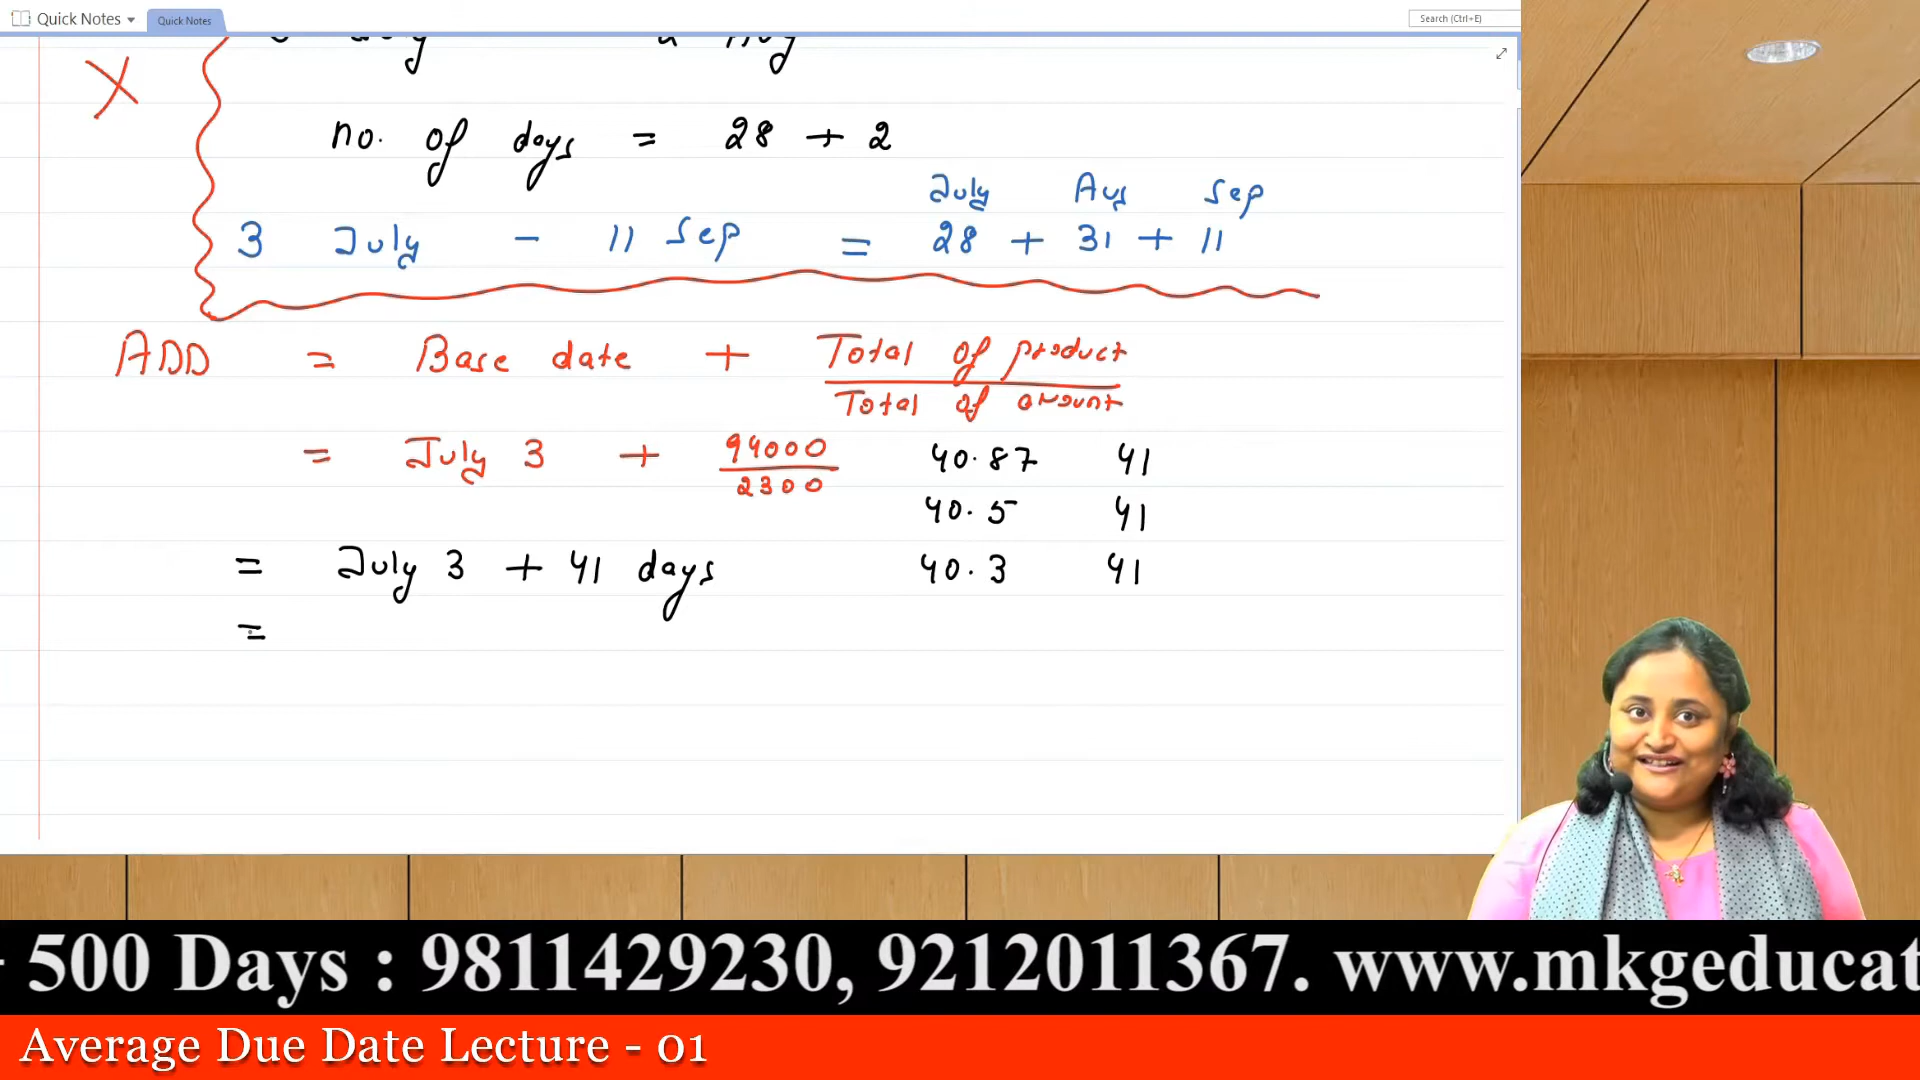 Quick Notes Quick Notes Search (Ctrl+E)
X
no. of days = 28 + 2
July Aug Sep
3 July - 11 Sep = 28 + 31 + 11
ADD = Base date + Total of product
Total of amount
= July 3 + 94000 40.87 41
2300
40.5 41
= July 3 + 41 days 40.3 41
=
500 Days : 9811429230, 9212011367. www.mkgeducat
Average Due Date Lecture - 01